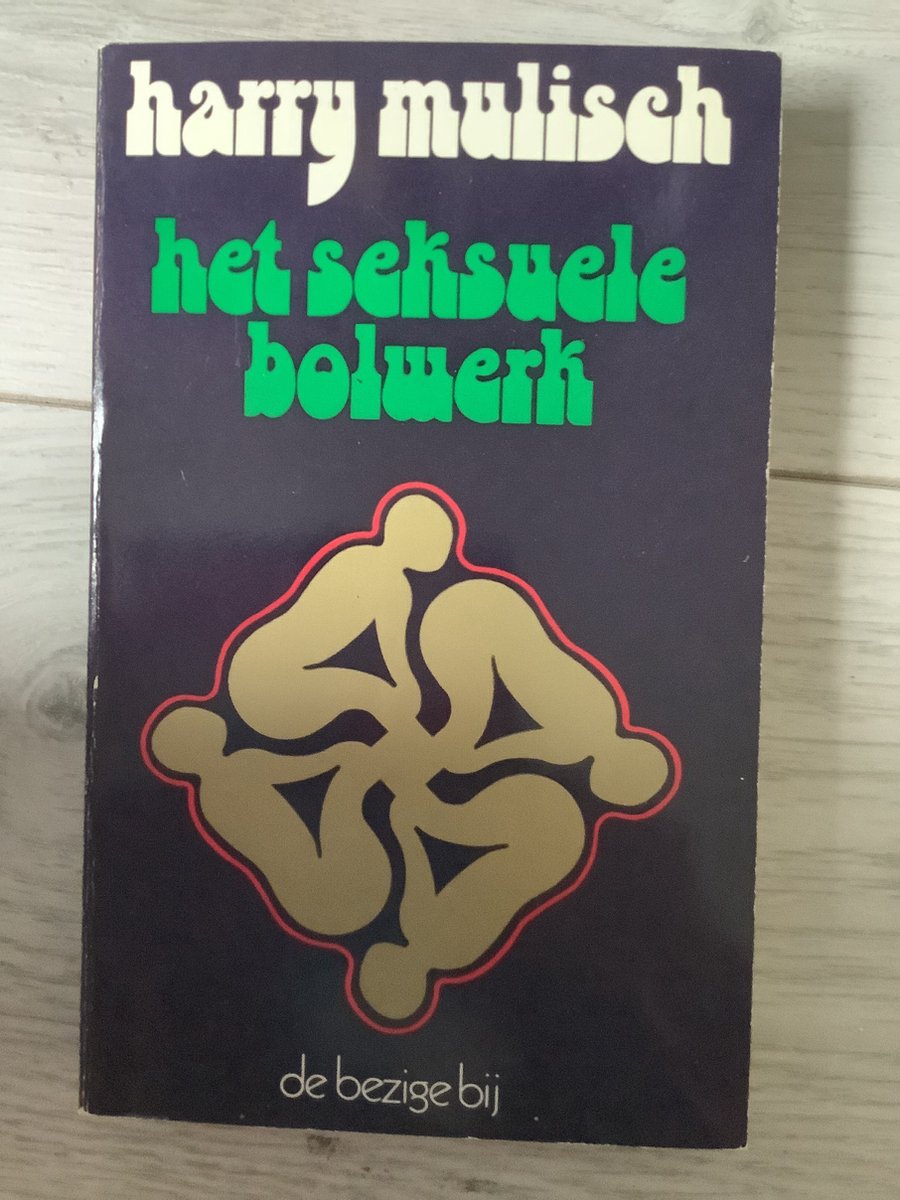 harry mulisch
het seksuele
bolwerk
de bezige bij